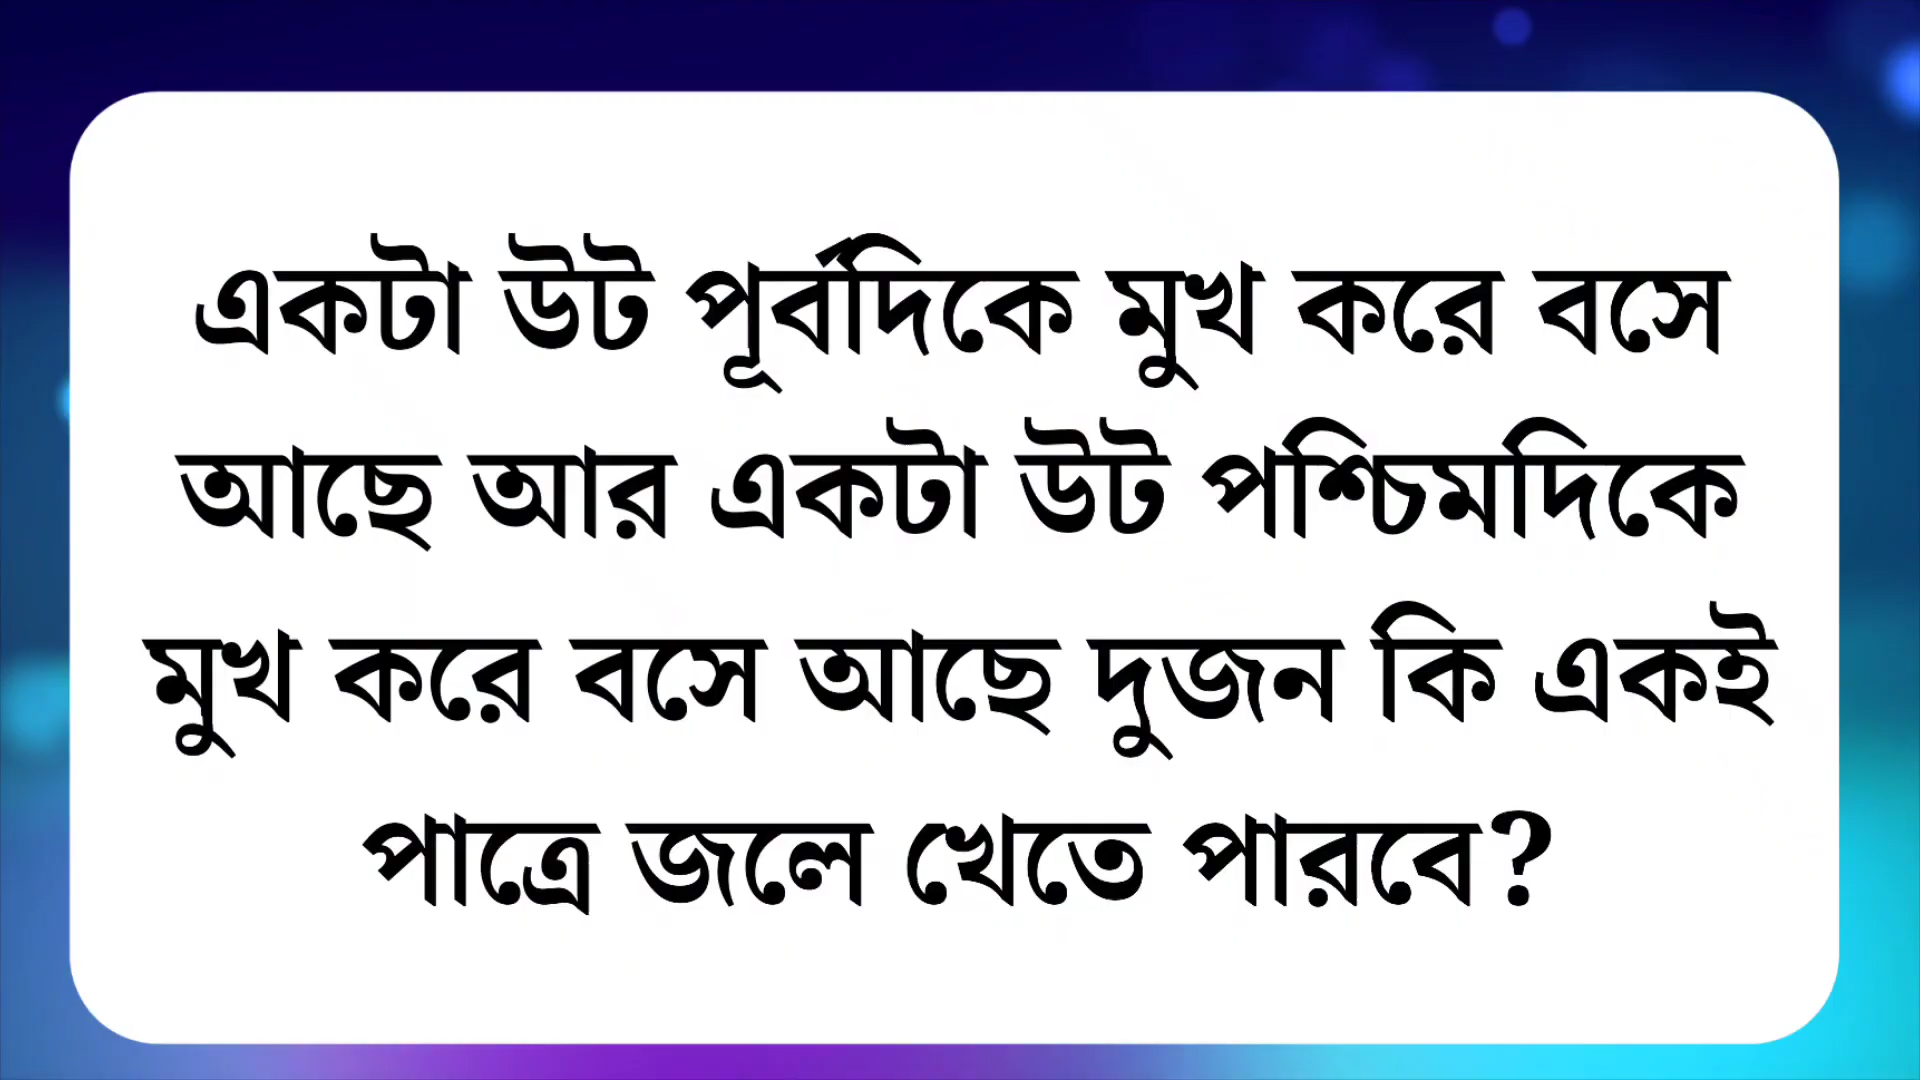 একটা উট পূর্বদিকে মুখ করে বসে
আছে আর একটা উট পশ্চিমদিকে
মুখ করে বসে আছে দুজন কি একই
পাত্রে জলে খেতে পারবে?